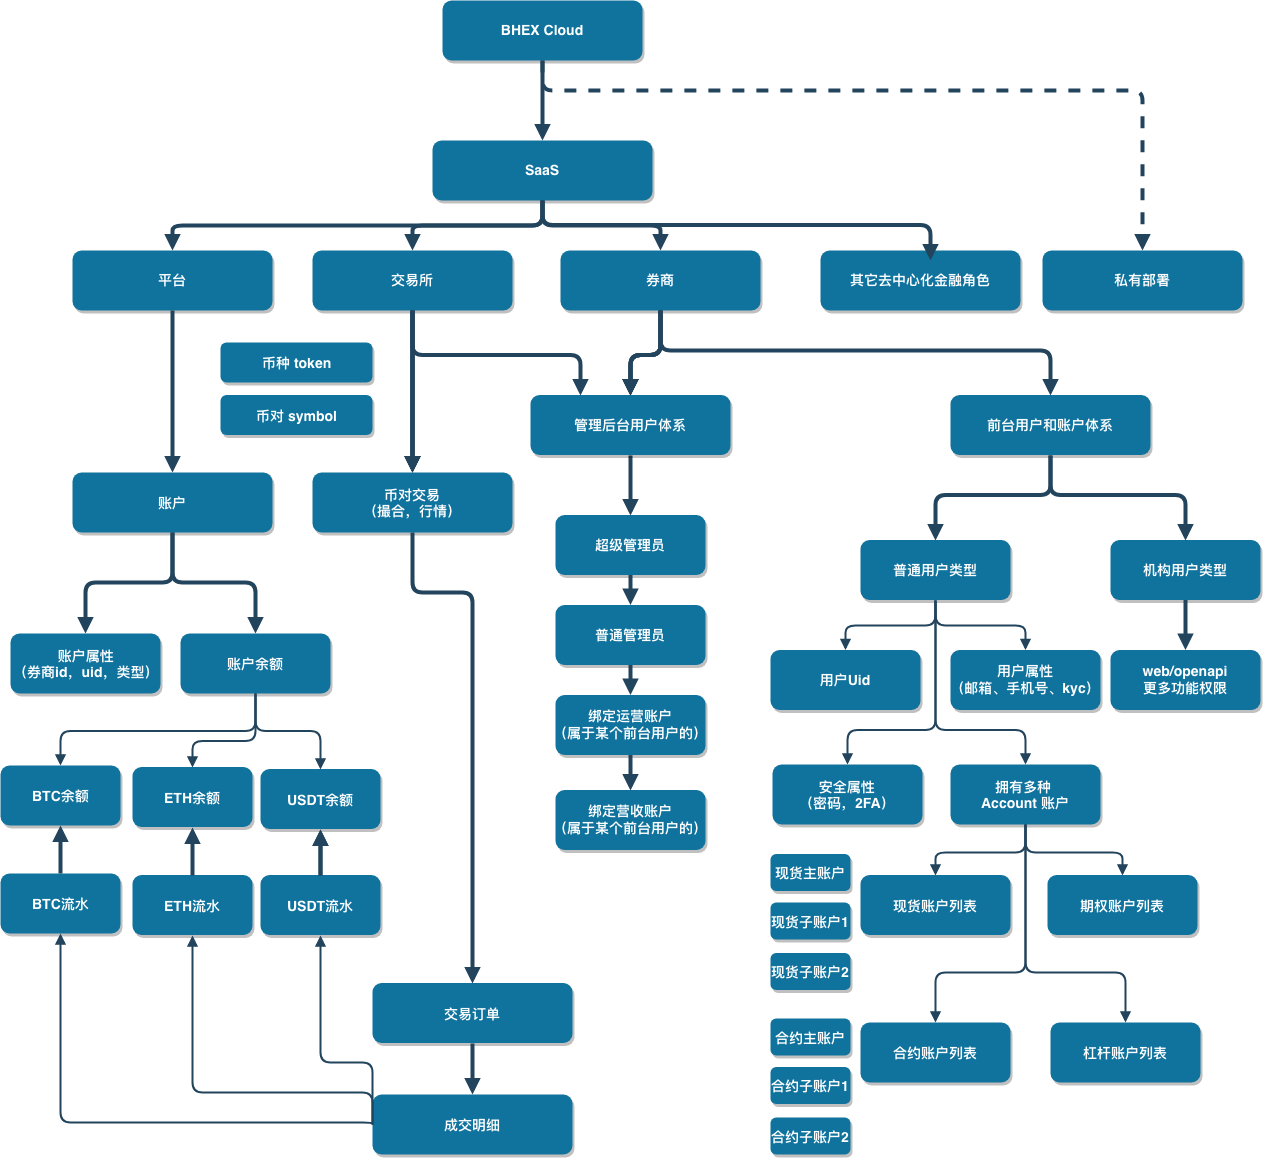 BHEX Cloud
SaaS
平台
交易所
券商
其它去中心化金融角色
私有部署
币种 token
币对 symbol
管理后台用户体系
前台用户和账户体系
账户
币对交易
（撮合，行情）
超级管理员
普通用户类型
机构用户类型
普通管理员
账户属性
（券商id，uid，类型）
账户余额
用户Uid
用户属性
（邮箱、手机号、kyc）
web/openapi
更多功能权限
绑定运营账户
（属于某个前台用户的）
BTC余额
ETH余额
USDT余额
安全属性
（密码，2FA）
拥有多种
Account 账户
绑定营收账户
（属于某个前台用户的）
现货主账户
BTC流水
ETH流水
USDT流水
现货账户列表
期权账户列表
现货子账户1
现货子账户2
交易订单
合约主账户
合约账户列表
杠杆账户列表
合约子账户1
成交明细
合约子账户2